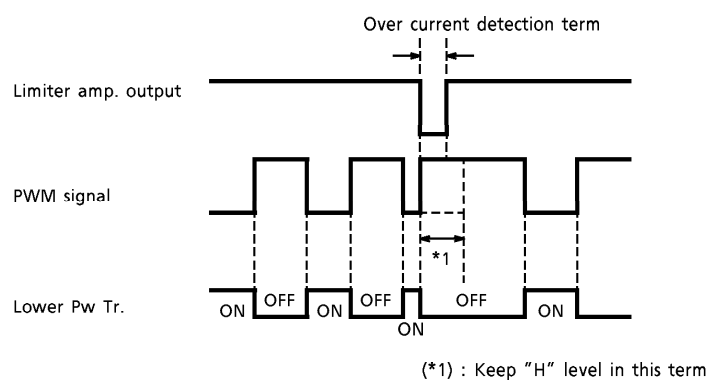 Over current detection term
Limiter amp. output
PWM signal
*1
Lower Pw Tr.
ON
OFF
ON
OFF
ON
OFF
ON
(*1) : Keep "H" level in this term